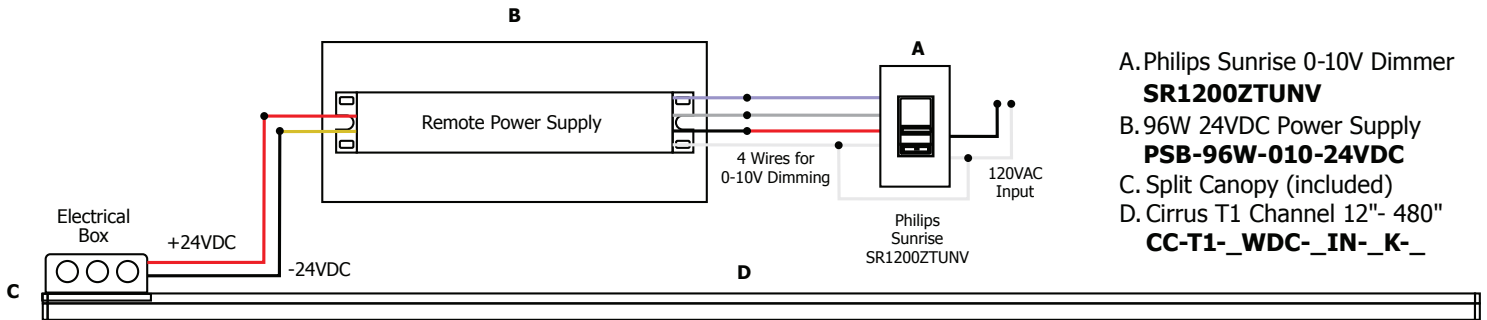 B
A
Remote Power Supply
4 Wires for
0-10V Dimming
120VAC
Input
Philips
Sunrise
SR1200ZTUNV
Electrical
Box
+24VDC
-24VDC
C
D
A. Philips Sunrise 0-10V Dimmer
SR1200ZTUNV
B. 96W 24VDC Power Supply
PSB-96W-010-24VDC
C. Split Canopy (included)
D. Cirrus T1 Channel 12"- 480"
CC-T1-_WDC-_IN-_K-_